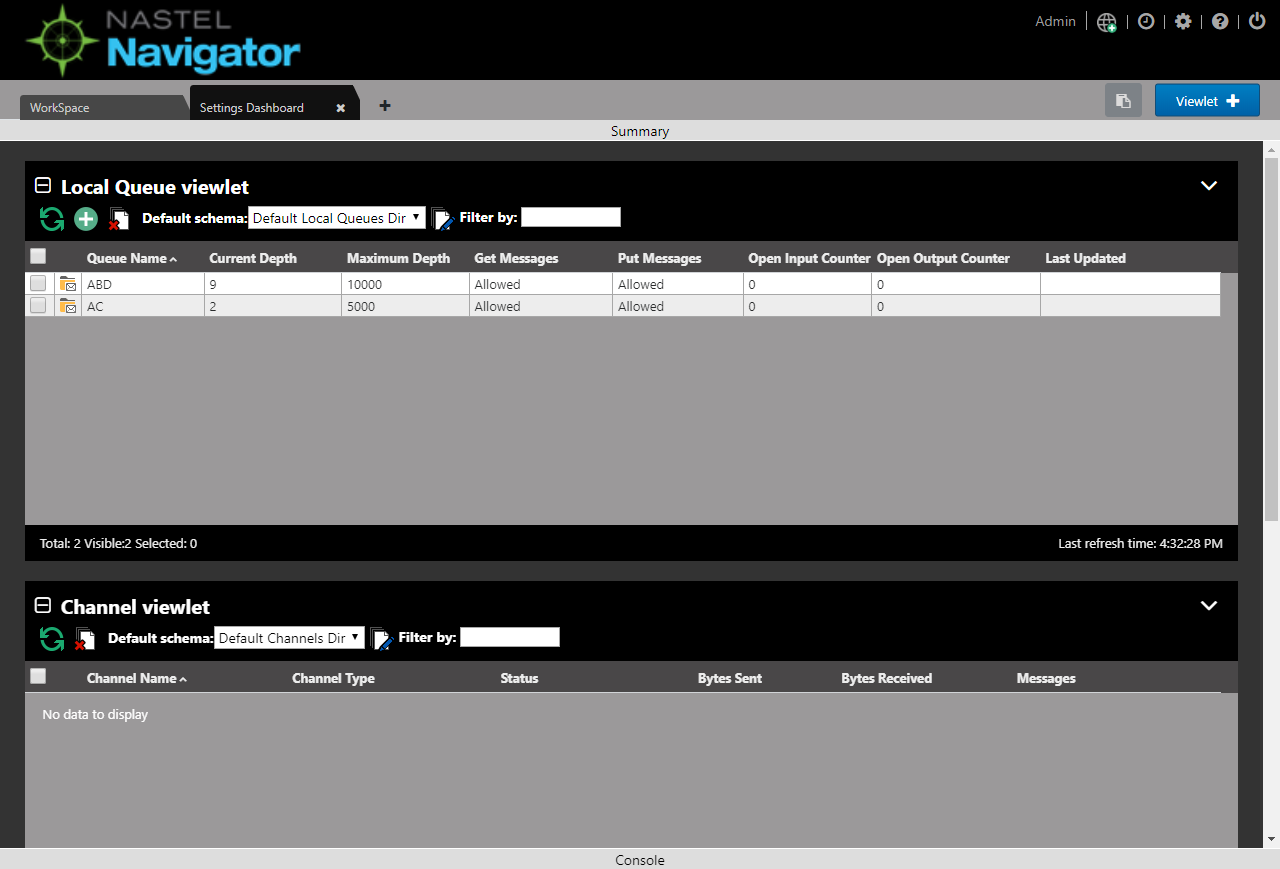 NASTEL
Navigator
Admin
WorkSpace
Settings Dashboard
Viewlet
Summary
Local Queue viewlet
Default schema: Default Local Queues Dir Filter by:
Queue Name Current Depth Maximum Depth Get Messages Put Messages Open Input Counter Open Output Counter Last Updated
ABD 9 10000 Allowed Allowed 0 0
AC 2 5000 Allowed Allowed 0 0
Total: 2 Visible:2 Selected: 0 Last refresh time: 4:32:28 PM
Channel viewlet
Default schema: Default Channels Dir Filter by:
Channel Name Channel Type Status Bytes Sent Bytes Received Messages
No data to display
Console